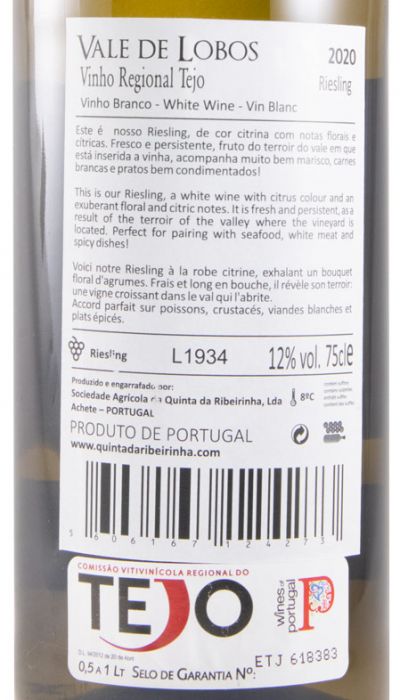 VALE DE LOBOS 2020
Vinho Regional Tejo Riesling
Vinho Branco - White Wine - Vin Blanc
Este é nosso Riesling, de cor citrina com notas florais e
cítricas. Fresco e persistente, fruto do terroir do vale em que
está inserida a vinha, acompanha muito bem marisco, carnes
brancas e pratos bem condimentados!
This is our Riesling, a white wine with citrus colour and an
exuberant floral and citric notes. It is fresh and persistent, as a
result of the terroir of the valley where the vineyard is
located. Perfect for pairing with seafood, white meat and
spicy dishes!
Voici notre Riesling à la robe citrine, exhalant un bouquet
floral d'agrumes. Frais et long en bouche, il révèle son terroir:
une vigne croissant dans le val qui l'abrite.
Accord parfait sur poissons, crustacés, viandes blanches et
plats épicés.
Riesling L1934 12% vol. 75cl e
Produzido e engarrafado por:
Sociedade Agrícola da Quinta da Ribeirinha, Lda
Achete – PORTUGAL
8ºC
PRODUTO DE PORTUGAL
www.quintadaribeirinha.com
5 606167 124273
COMISSÃO VITIVINÍCOLA REGIONAL DO
TEJO
wines of
portugal
0,5 A 1 LT SELO DE GARANTIA Nº: ETJ 618383